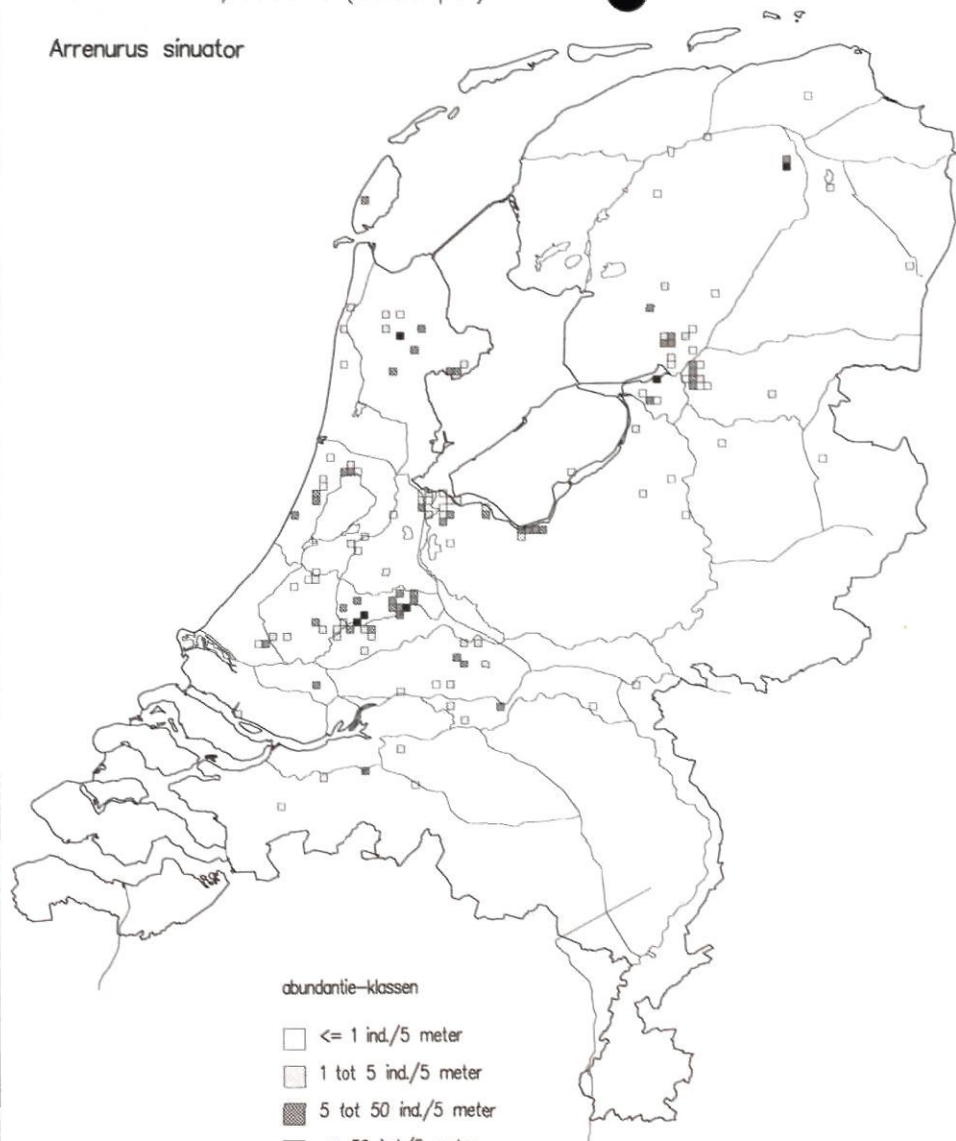 Arrenurus sinuator
abundantie-klassen
<= 1 ind./5 meter
1 tot 5 ind./5 meter
5 tot 50 ind./5 meter